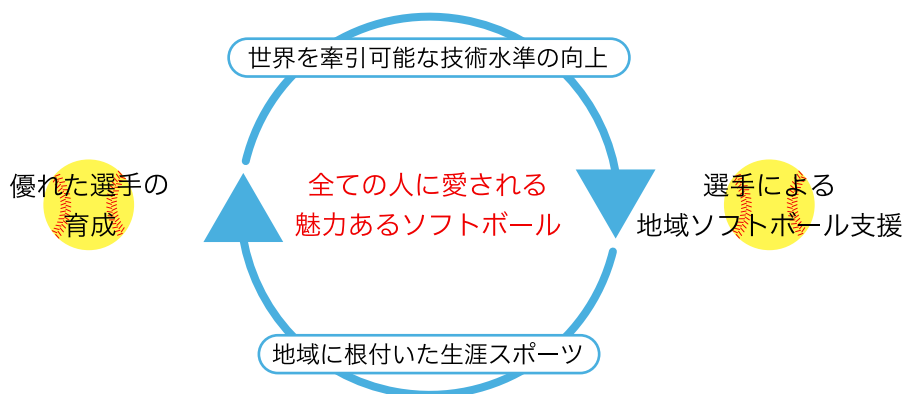 世界を牽引可能な技術水準の向上
優れた選手の
育成
全ての人に愛される
魅力あるソフトボール
選手による
地域ソフトボール支援
地域に根付いた生涯スポーツ